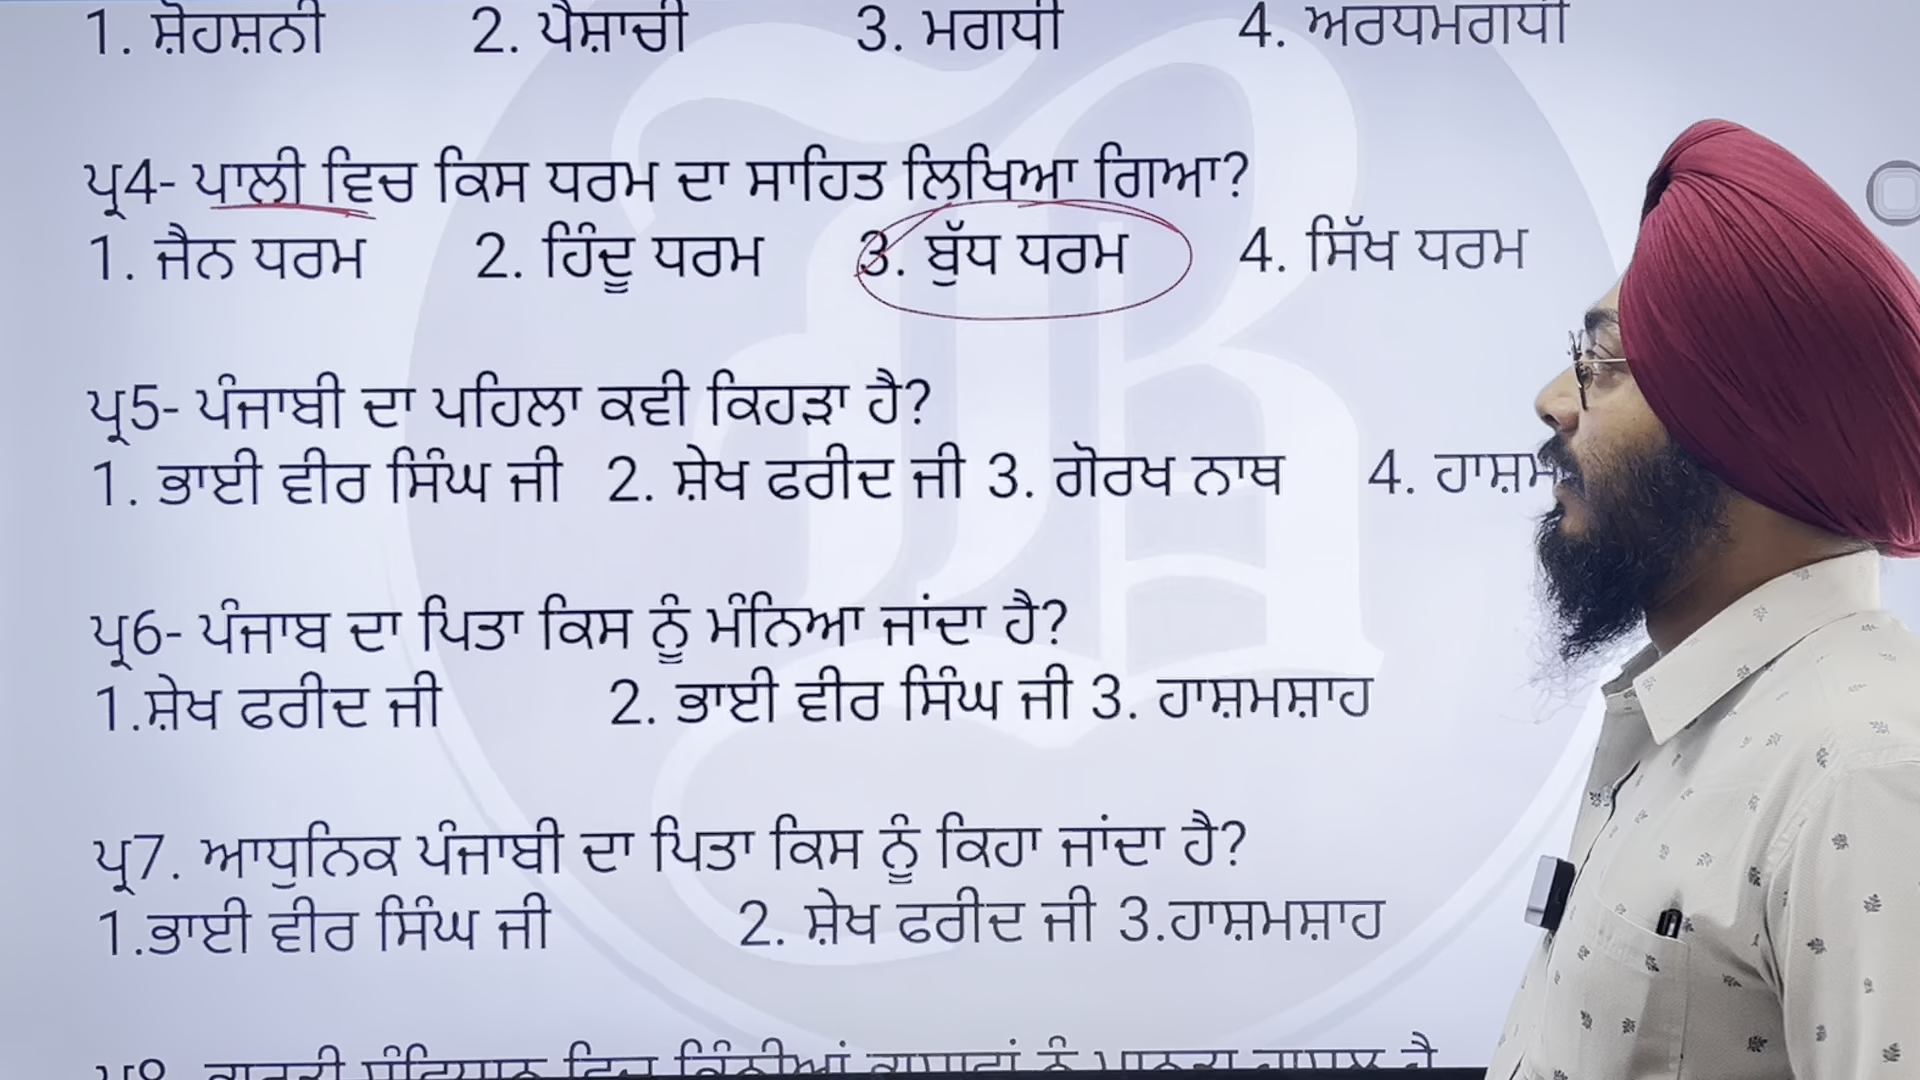 1. ਸ਼ੋਹਸ਼ਨੀ 2. ਪੈਸ਼ਾਚੀ 3. ਮਗਧੀ 4. ਅਰਧਮਗਧੀ
ਪ੍ਰ4- ਪਾਲੀ ਵਿਚ ਕਿਸ ਧਰਮ ਦਾ ਸਾਹਿਤ ਲਿਖਿਆ ਗਿਆ?
1. ਜੈਨ ਧਰਮ 2. ਹਿੰਦੂ ਧਰਮ 3. ਬੁੱਧ ਧਰਮ 4. ਸਿੱਖ ਧਰਮ
ਪ੍ਰ5- ਪੰਜਾਬੀ ਦਾ ਪਹਿਲਾ ਕਵੀ ਕਿਹੜਾ ਹੈ?
1. ਭਾਈ ਵੀਰ ਸਿੰਘ ਜੀ 2. ਸ਼ੇਖ ਫਰੀਦ ਜੀ 3. ਗੋਰਖ ਨਾਥ 4.
ਪ੍ਰ6- ਪੰਜਾਬ ਦਾ ਪਿਤਾ ਕਿਸ ਨੂੰ ਮੰਨਿਆ ਜਾਂਦਾ ਹੈ?
1.ਸ਼ੇਖ ਫਰੀਦ ਜੀ 2. ਭਾਈ ਵੀਰ ਸਿੰਘ ਜੀ 3. ਹਾਸ਼ਮਸ਼ਾਹ
ਪ੍ਰ7. ਆਧੁਨਿਕ ਪੰਜਾਬੀ ਦਾ ਪਿਤਾ ਕਿਸ ਨੂੰ ਕਿਹਾ ਜਾਂਦਾ ਹੈ?
1.ਭਾਈ ਵੀਰ ਸਿੰਘ ਜੀ 2. ਸ਼ੇਖ ਫਰੀਦ ਜੀ 3.ਹਾਸ਼ਮਸ਼ਾਹ